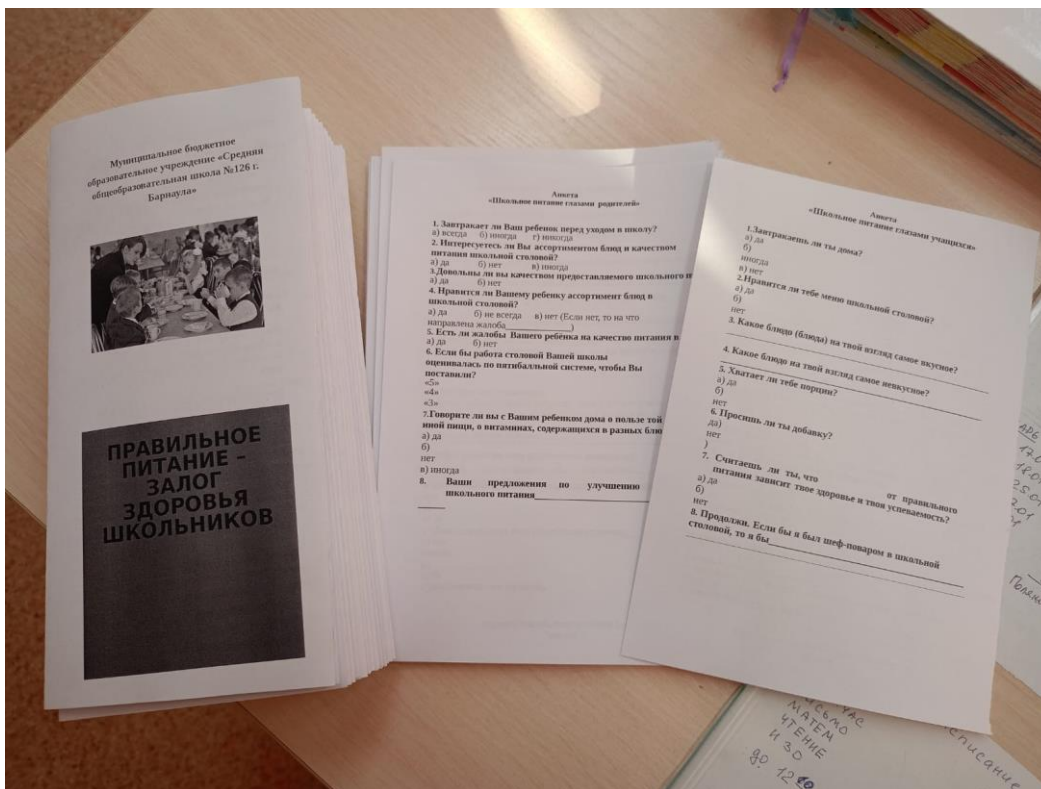 Муниципальное бюджетное
образовательное учреждение «Средняя
общеобразовательная школа №126 г.
Барнаула»
ПРАВИЛЬНОЕ
ПИТАНИЕ –
ЗАЛОГ
ЗДОРОВЬЯ
ШКОЛЬНИКОВ
Анкета
«Школьное питание глазами родителей»
1. Завтракает ли Ваш ребенок перед уходом в школу?
а) всегда б) иногда г) никогда
2. Интересуетесь ли Вы ассортиментом блюд и качеством
питания школьной столовой?
а) да б) нет в) иногда
3.Довольны ли вы качеством предоставляемого школьного п
а) да б) нет
4. Нравится ли Вашему ребенку ассортимент блюд в
школьной столовой?
а) да б) не всегда в) нет (Если нет, то на что
направлена жалоба______________)
5. Есть ли жалобы Вашего ребёнка на качество питания в
а) да б) нет
6. Если бы работа столовой Вашей школы
оценивалась по пятибалльной системе, чтобы Вы
поставили?
«5»
«4»
«3»
7.Говорите ли вы с Вашим ребенком дома о пользе той
иной пищи, о витаминах, содержащихся в разных блю
а) да
б)
нет
в) иногда
8. Ваши предложения по улучшению
школьного питания______________________
Анкета
«Школьное питание глазами учащихся»
1.Завтракаешь ли ты дома?
а) да
б)
иногда
в) нет
2.Нравится ли тебе меню школьной столовой?
а) да
б)
нет
3. Какое блюдо (блюда) на твой взгляд самое вкусное?
4. Какое блюдо на твой взгляд самое невкусное?
5. Хватает ли тебе порции?
а) да
б)
нет
6. Просишь ли ты добавку?
да)
нет
)
7. Считаешь ли ты, что от правильного
питания зависит твое здоровье и твоя успеваемость?
а) да
б)
нет
8. Продолжи. Если бы я был шеф-поваром в школьной
столовой, то я бы______________________
ЧАС
ПИСЬМО
МАТЕМ
ЧТЕНИЕ
ИЗО
до 12